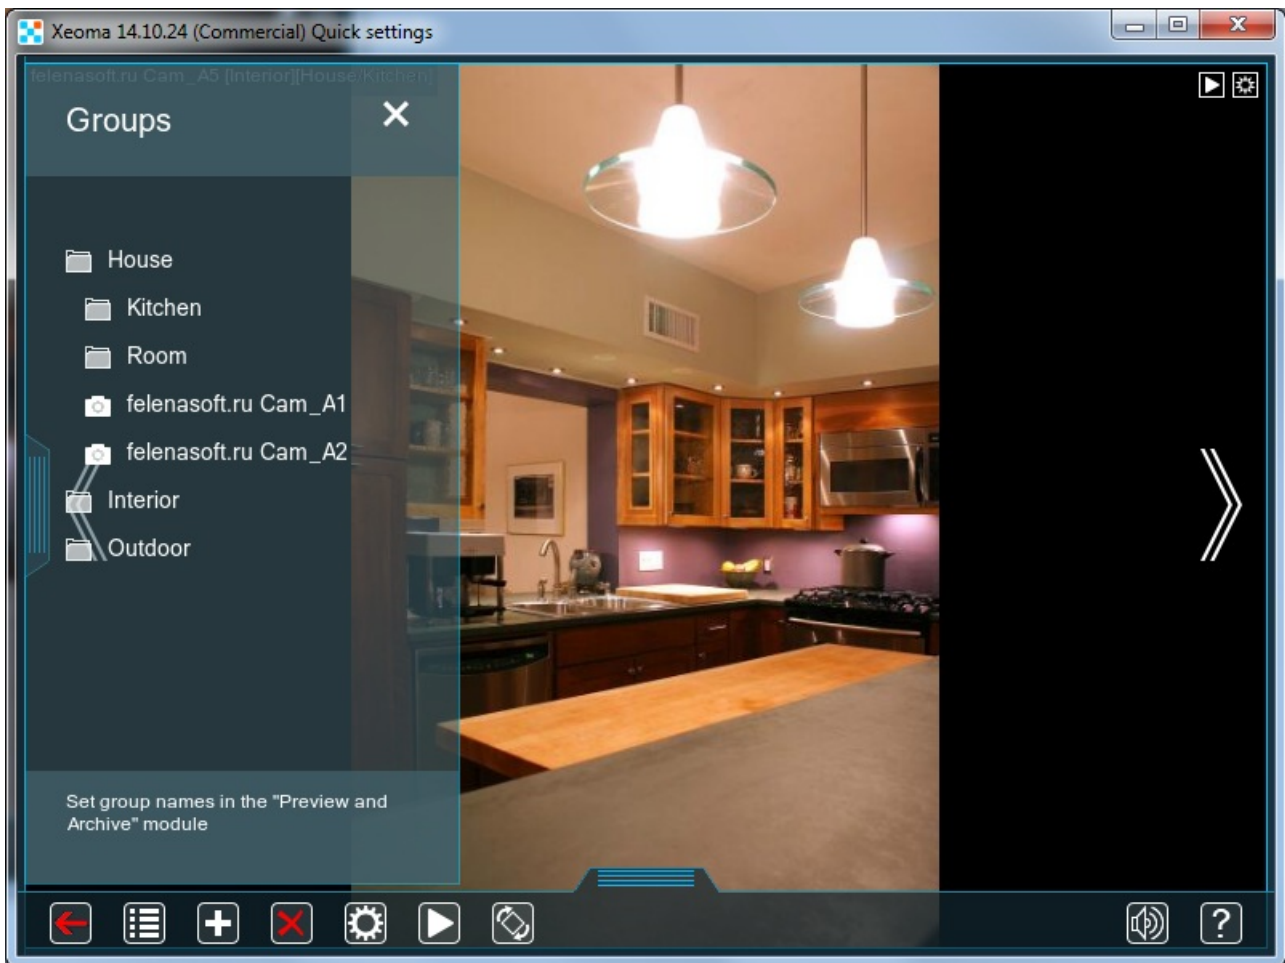 Xeoma 14.10.24 (Commercial) Quick settings
felenasoft.ru Cam_A5 [Interior][House/Kitchen]
Groups
House
Kitchen
Room
felenasoft.ru Cam_A1
felenasoft.ru Cam_A2
Interior
Outdoor
Set group names in the "Preview and
Archive" module
?